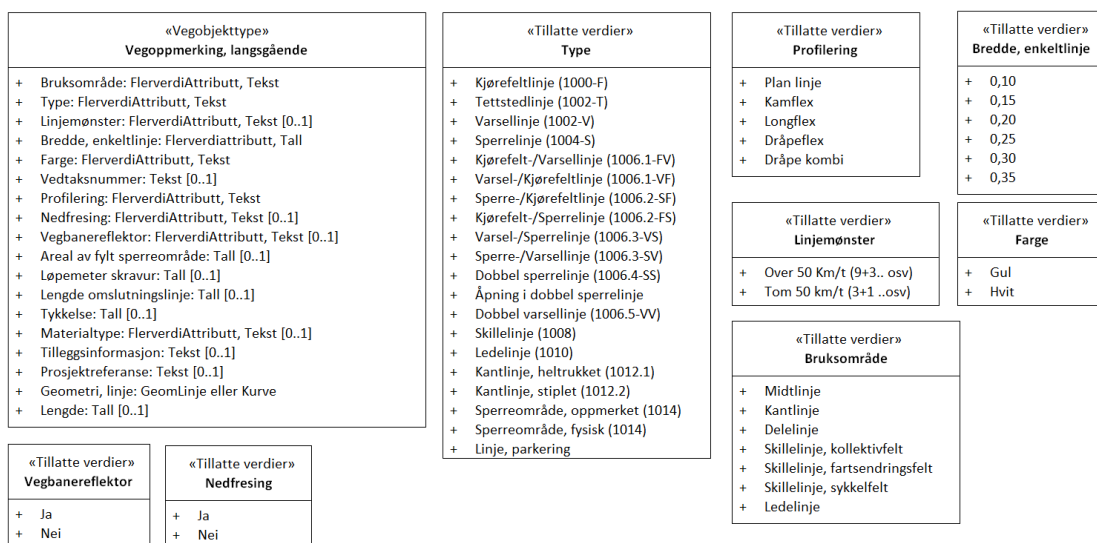 «Vegobjekttype»
Vegoppmerking, langsgående
+ Bruksområde: FlerverdiAttributt, Tekst
+ Type: FlerverdiAttributt, Tekst
+ Linjemønster: FlerverdiAttributt, Tekst [0..1]
+ Bredde, enkeltlinje: Flerverdiattributt, Tall
+ Farge: FlerverdiAttributt, Tekst
+ Vedtaksnummer: Tekst [0..1]
+ Profilering: FlerverdiAttributt, Tekst
+ Nedfresing: FlerverdiAttributt, Tekst [0..1]
+ Vegbanereflektor: FlerverdiAttributt, Tekst [0..1]
+ Areal av fylt sperreområde: Tall [0..1]
+ Løpemeter skravur: Tall [0..1]
+ Lengde omslutningslinje: Tall [0..1]
+ Tykkelse: Tall [0..1]
+ Materialtype: FlerverdiAttributt, Tekst [0..1]
+ Tilleggsinformasjon: Tekst [0..1]
+ Prosjektreferanse: Tekst [0..1]
+ Geometri, linje: GeomLinje eller Kurve
+ Lengde: Tall [0..1]
«Tillatte verdier»
Type
+ Kjørefeltlinje (1000-F)
+ Tettstedlinje (1002-T)
+ Varsellinje (1002-V)
+ Sperrelinje (1004-S)
+ Kjørefelt-/Varsellinje (1006.1-FV)
+ Varsel-/Kjørefeltlinje (1006.1-VF)
+ Sperre-/Kjørefeltlinje (1006.2-SF)
+ Kjørefelt-/Sperrelinje (1006.2-FS)
+ Varsel-/Sperrelinje (1006.3-VS)
+ Sperre-/Varsellinje (1006.3-SV)
+ Dobbel sperrelinje (1006.4-SS)
+ Åpning i dobbel sperrelinje
+ Dobbel varsellinje (1006.5-VV)
+ Skillelinje (1008)
+ Ledelinje (1010)
+ Kantlinje, heltrukket (1012.1)
+ Kantlinje, stiplet (1012.2)
+ Sperreområde, oppmerket (1014)
+ Sperreområde, fysisk (1014)
+ Linje, parkering
«Tillatte verdier»
Profilering
+ Plan linje
+ Kamflex
+ Longflex
+ Dråpeflex
+ Dråpe kombi
«Tillatte verdier»
Bredde, enkeltlinje
+ 0,10
+ 0,15
+ 0,20
+ 0,25
+ 0,30
+ 0,35
«Tillatte verdier»
Linjemønster
+ Over 50 Km/t (9+3.. osv)
+ Tom 50 km/t (3+1 ..osv)
«Tillatte verdier»
Farge
+ Gul
+ Hvit
«Tillatte verdier»
Bruksområde
+ Midtlinje
+ Kantlinje
+ Delelinje
+ Skillelinje, kollektivfelt
+ Skillelinje, fartsendringsfelt
+ Skillelinje, sykkelfelt
+ Ledelinje
«Tillatte verdier»
Vegbanereflektor
+ Ja
+ Nei
«Tillatte verdier»
Nedfresing
+ Ja
+ Nei